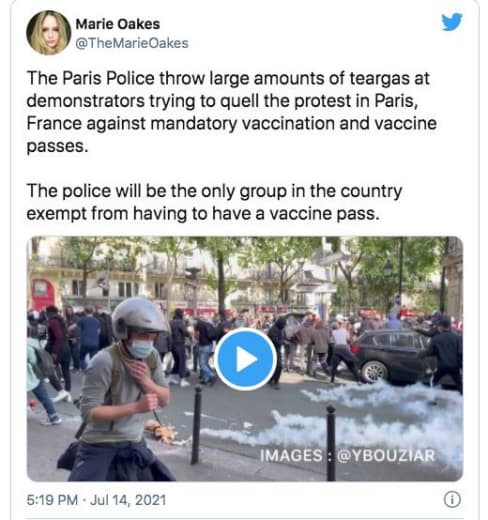 Marie Oakes
@TheMarieOakes
The Paris Police throw large amounts of teargas at
demonstrators trying to quell the protest in Paris,
France against mandatory vaccination and vaccine
passes.
The police will be the only group in the country
exempt from having to have a vaccine pass.
IMAGES : @YBOUZIAR
5:19 PM · Jul 14, 2021